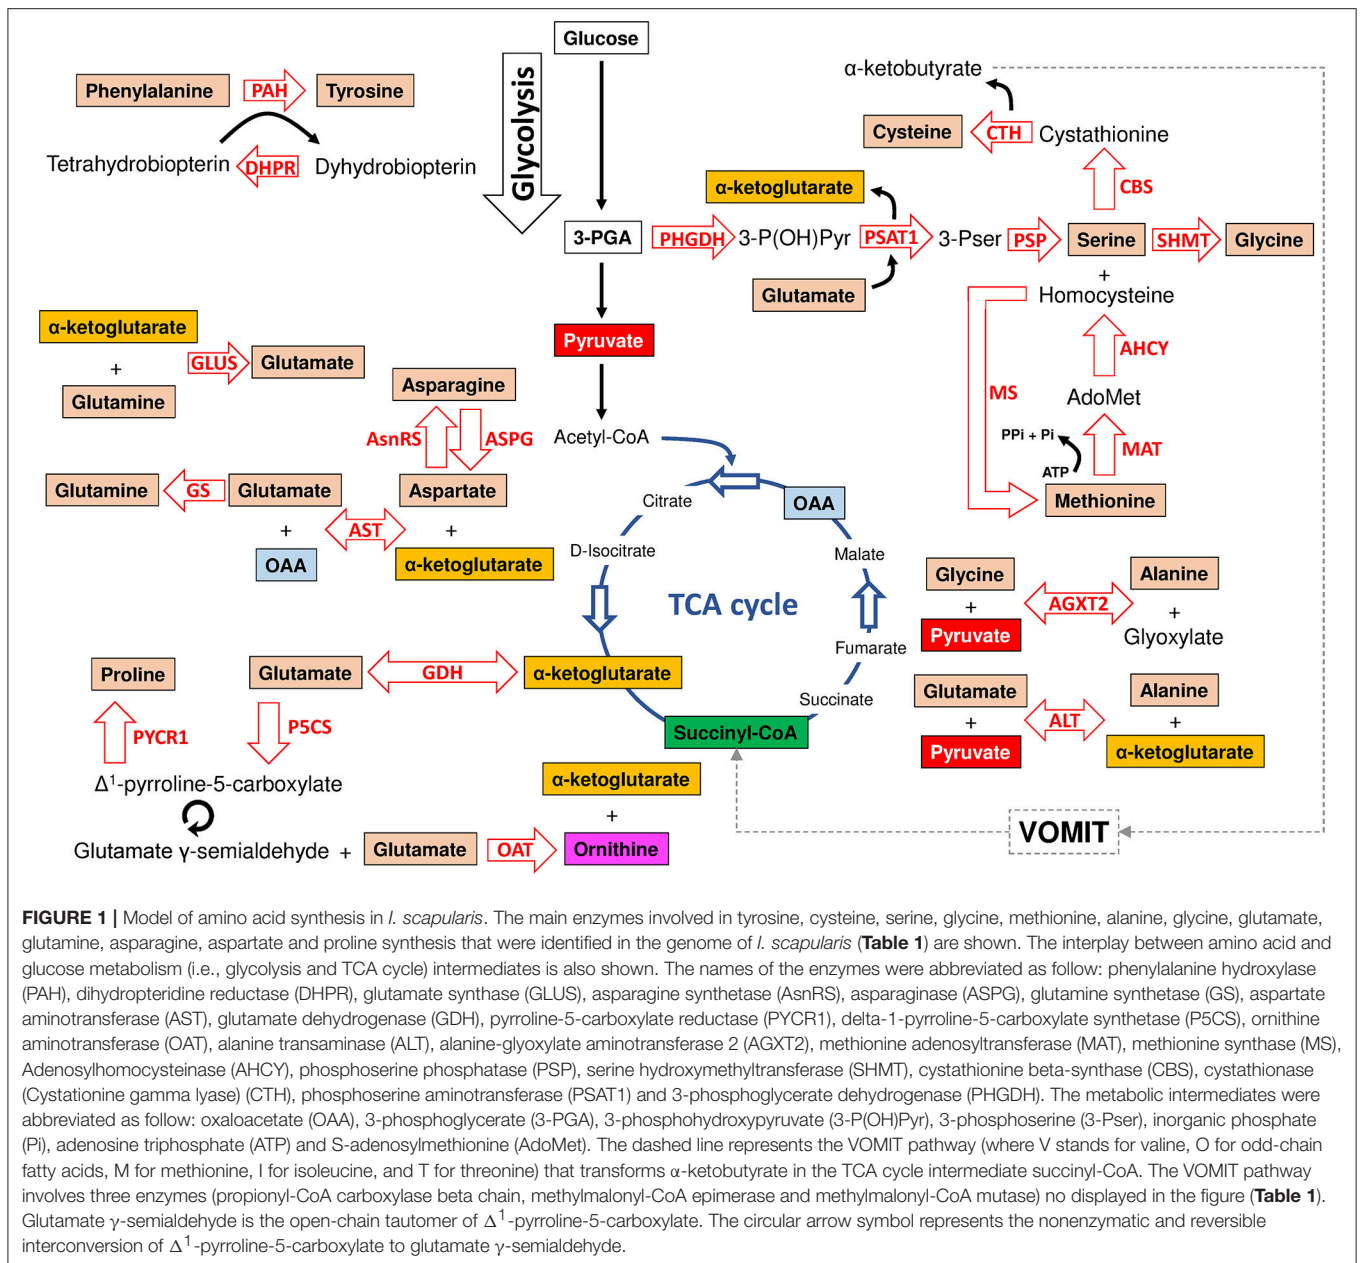 Glucose
Glycolysis
Phenylalanine
PAH
Tyrosine
Tetrahydrobiopterin
DHPR
Dyhydrobiopterin
α-ketobutyrate
Cysteine
CTH
Cystathionine
CBS
α-ketoglutarate
3-PGA
PHGDH
3-P(OH)Pyr
PSAT1
3-Pser
PSP
Serine
SHMT
Glycine
Glutamate
+
Homocysteine
AHCY
MS
AdoMet
PPi + Pi
ATP
MAT
Methionine
α-ketoglutarate
+
Glutamine
GLUS
Glutamate
Pyruvate
Asparagine
AsnRS
ASPG
Acetyl-CoA
Glutamine
GS
Glutamate
+
OAA
AST
Aspartate
+
α-ketoglutarate
Citrate
OAA
D-Isocitrate
Malate
TCA cycle
Fumarate
Succinate
Glycine
+
Pyruvate
AGXT2
Alanine
+
Glyoxylate
Proline
Glutamate
GDH
α-ketoglutarate
Succinyl-CoA
Glutamate
+
Pyruvate
ALT
Alanine
+
α-ketoglutarate
PYCR1
P5CS
Δ1-pyrroline-5-carboxylate
α-ketoglutarate
+
Glutamate γ-semialdehyde + Glutamate
OAT
Ornithine
VOMIT
FIGURE 1 | Model of amino acid synthesis in I. scapularis. The main enzymes involved in tyrosine, cysteine, serine, glycine, methionine, alanine, glycine, glutamate,
glutamine, asparagine, aspartate and proline synthesis that were identified in the genome of I. scapularis (Table 1) are shown. The interplay between amino acid and
glucose metabolism (i.e., glycolysis and TCA cycle) intermediates is also shown. The names of the enzymes were abbreviated as follow: phenylalanine hydroxylase
(PAH), dihydropteridine reductase (DHPR), glutamate synthase (GLUS), asparagine synthetase (AsnRS), asparaginase (ASPG), glutamine synthetase (GS), aspartate
aminotransferase (AST), glutamate dehydrogenase (GDH), pyrroline-5-carboxylate reductase (PYCR1), delta-1-pyrroline-5-carboxylate synthetase (P5CS), ornithine
aminotransferase (OAT), alanine transaminase (ALT), alanine-glyoxylate aminotransferase 2 (AGXT2), methionine adenosyltransferase (MAT), methionine synthase (MS),
Adenosylhomocysteinase (AHCY), phosphoserine phosphatase (PSP), serine hydroxymethyltransferase (SHMT), cystathionine beta-synthase (CBS), cystathionase
(Cystationine gamma lyase) (CTH), phosphoserine aminotransferase (PSAT1) and 3-phosphoglycerate dehydrogenase (PHGDH). The metabolic intermediates were
abbreviated as follow: oxaloacetate (OAA), 3-phosphoglycerate (3-PGA), 3-phosphohydroxypyruvate (3-P(OH)Pyr), 3-phosphoserine (3-Pser), inorganic phosphate
(Pi), adenosine triphosphate (ATP) and S-adenosylmethionine (AdoMet). The dashed line represents the VOMIT pathway (where V stands for valine, O for odd-chain
fatty acids, M for methionine, I for isoleucine, and T for threonine) that transforms α-ketobutyrate in the TCA cycle intermediate succinyl-CoA. The VOMIT pathway
involves three enzymes (propionyl-CoA carboxylase beta chain, methylmalonyl-CoA epimerase and methylmalonyl-CoA mutase) no displayed in the figure (Table 1).
Glutamate γ-semialdehyde is the open-chain tautomer of Δ1-pyrroline-5-carboxylate. The circular arrow symbol represents the nonenzymatic and reversible
interconversion of Δ1-pyrroline-5-carboxylate to glutamate γ-semialdehyde.